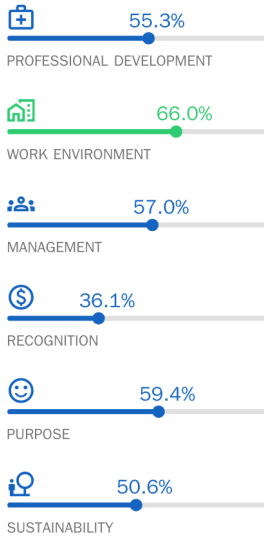 55.3%
PROFESSIONAL DEVELOPMENT
66.0%
WORK ENVIRONMENT
57.0%
MANAGEMENT
36.1%
RECOGNITION
59.4%
PURPOSE
50.6%
SUSTAINABILITY